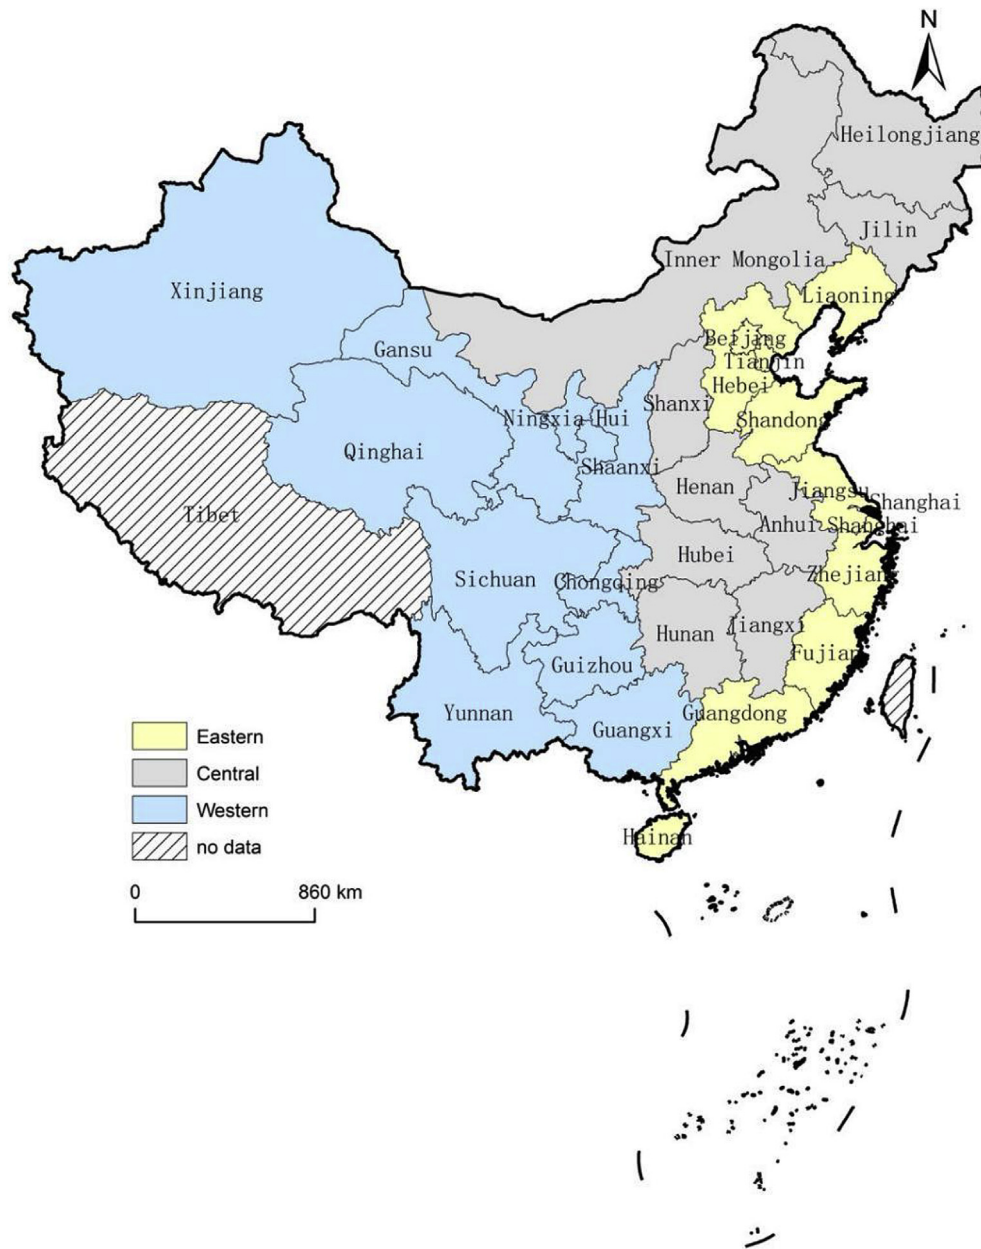 N
Heilongjiang
Jilin
Inner Mongolia
Xinjiang
Liaoning
Beijing
Gansu
Tianjin
Hebei
Shanxi
Ningxia Hui
Shandong
Qinghai
Shaanxi
Henan
Jiangsu
Shanghai
Tibet
Anhui
Shanghai
Hubei
Sichuan
Chongqing
Zhejian
Hunan
Jiangxi
Fujian
Guizhou
Yunnan
Guangdong
Guangxi
Hainan
Eastern
Central
Western
no data
0 860 km